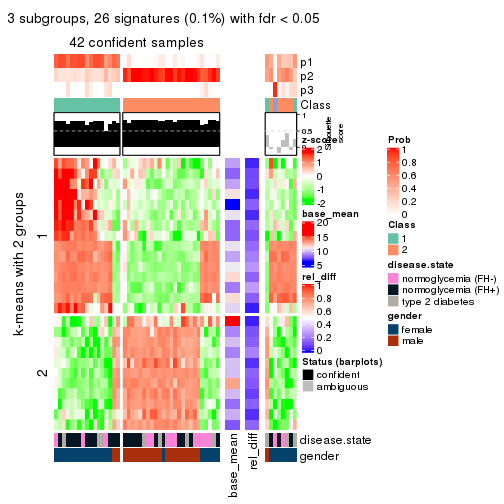 3 subgroups, 26 signatures (0.1%) with fdr < 0.05
42 confident samples
p1
p2
p3
Class
1
0.5
0
Silhouette
score
k-means with 2 groups
1
2
z-score
2
1
0
-1
-2
base_mean
20
15
10
5
rel_diff
1
0.8
0.6
0.4
0.2
0
Status (barplots)
confident
ambiguous
Prob
1
0.8
0.6
0.4
0.2
0
Class
1
2
disease.state
normoglycemia (FH-)
normoglycemia (FH+)
type 2 diabetes
gender
female
male
disease.state
gender
base_mean
rel_diff